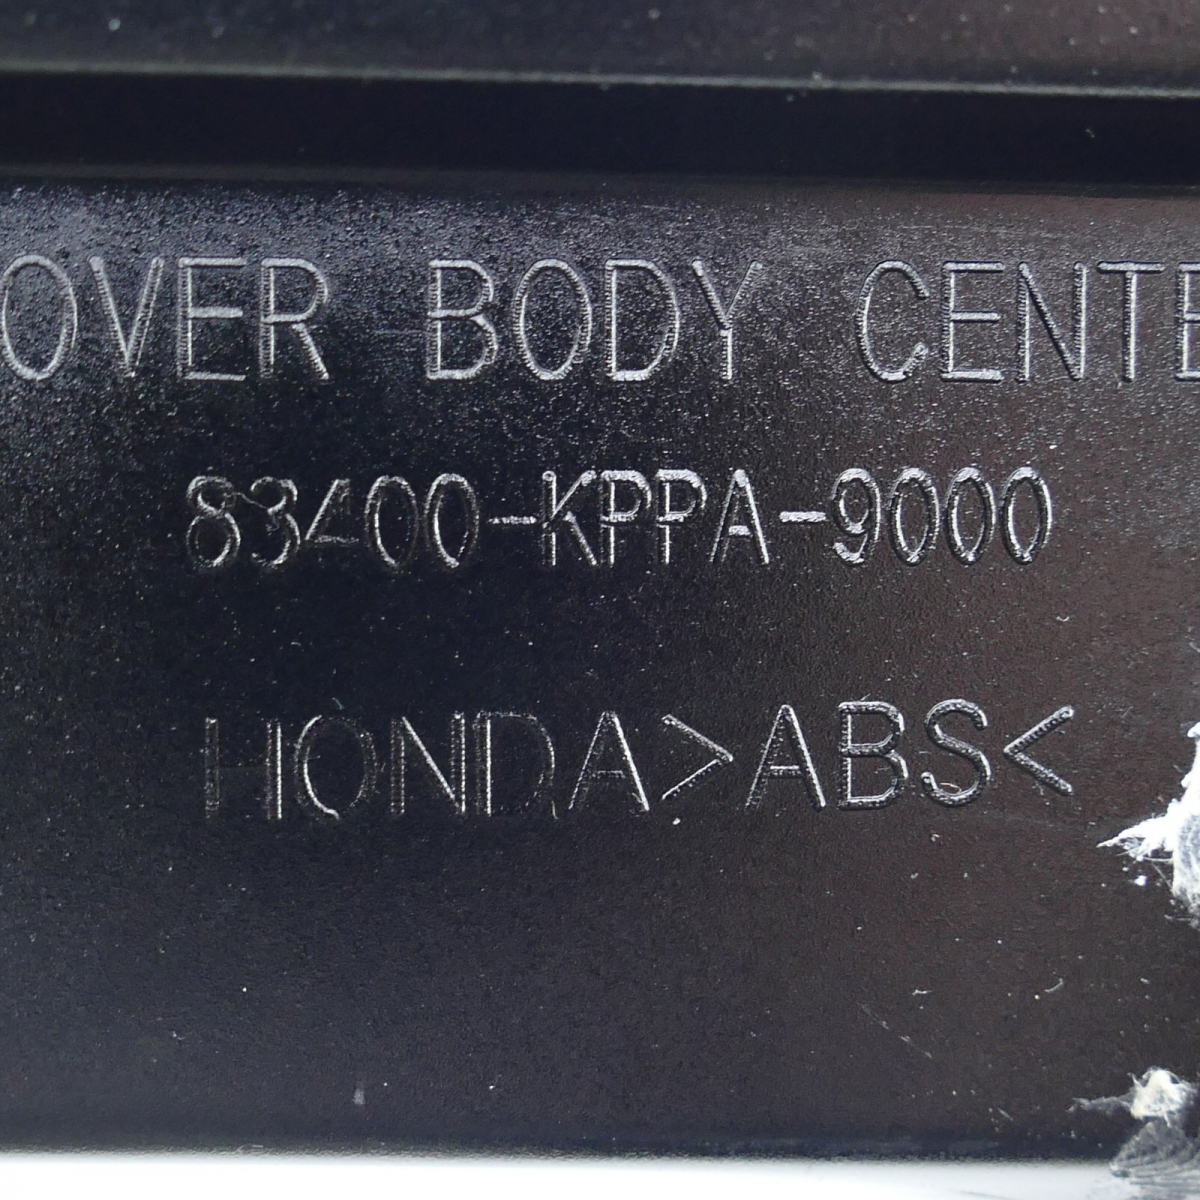 OVER BODY CENTE
83400-KPPA-9000
HONDA>ABS<